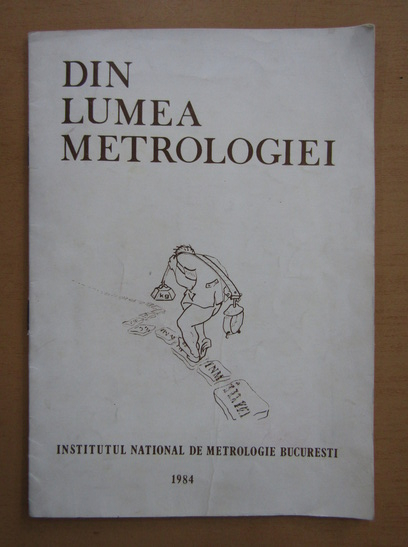 DIN
LUMEA
METROLOGIEI
INSTITUTUL NATIONAL DE METROLOGIE BUCURESTI
1984